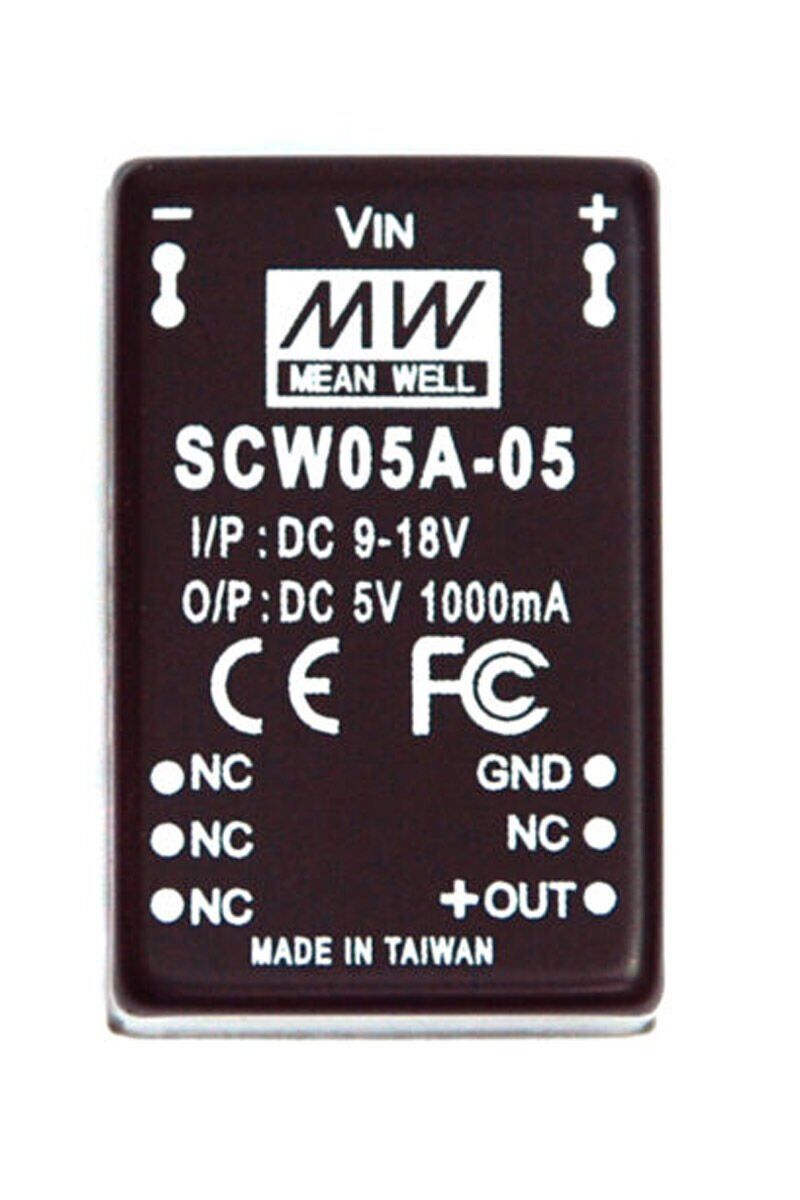 − VIN +
MW
MEAN WELL
SCW05A-05
I/P : DC 9-18V
O/P : DC 5V 1000mA
CE FC
NC GND
NC NC
NC +OUT
MADE IN TAIWAN